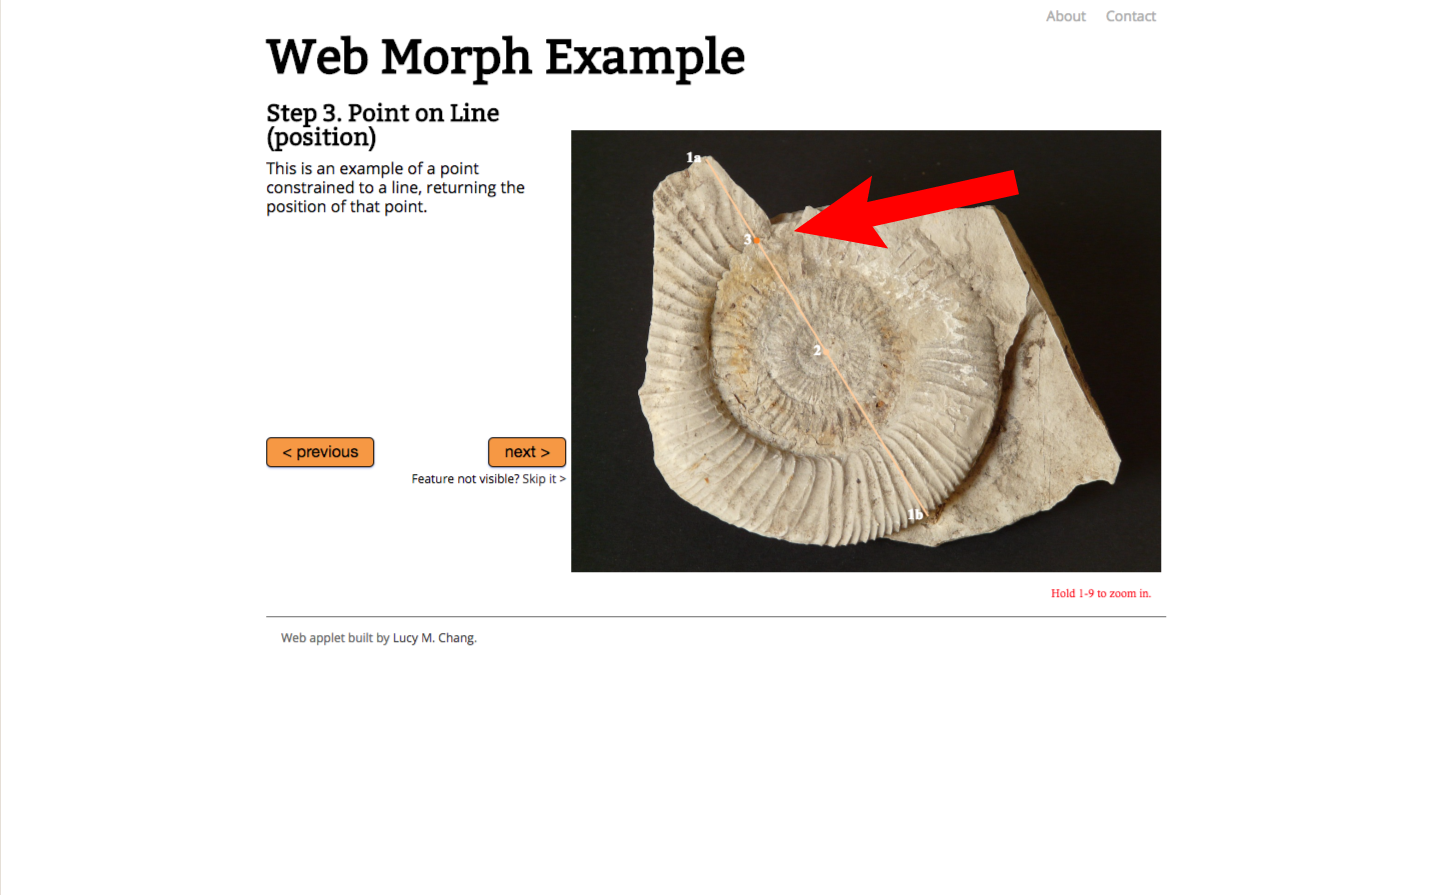 About Contact
Web Morph Example
Step 3. Point on Line
(position)
This is an example of a point
constrained to a line, returning the
position of that point.
1a
3
2
1b
< previous
next >
Feature not visible? Skip it >
Hold 1-9 to zoom in.
Web applet built by Lucy M. Chang.